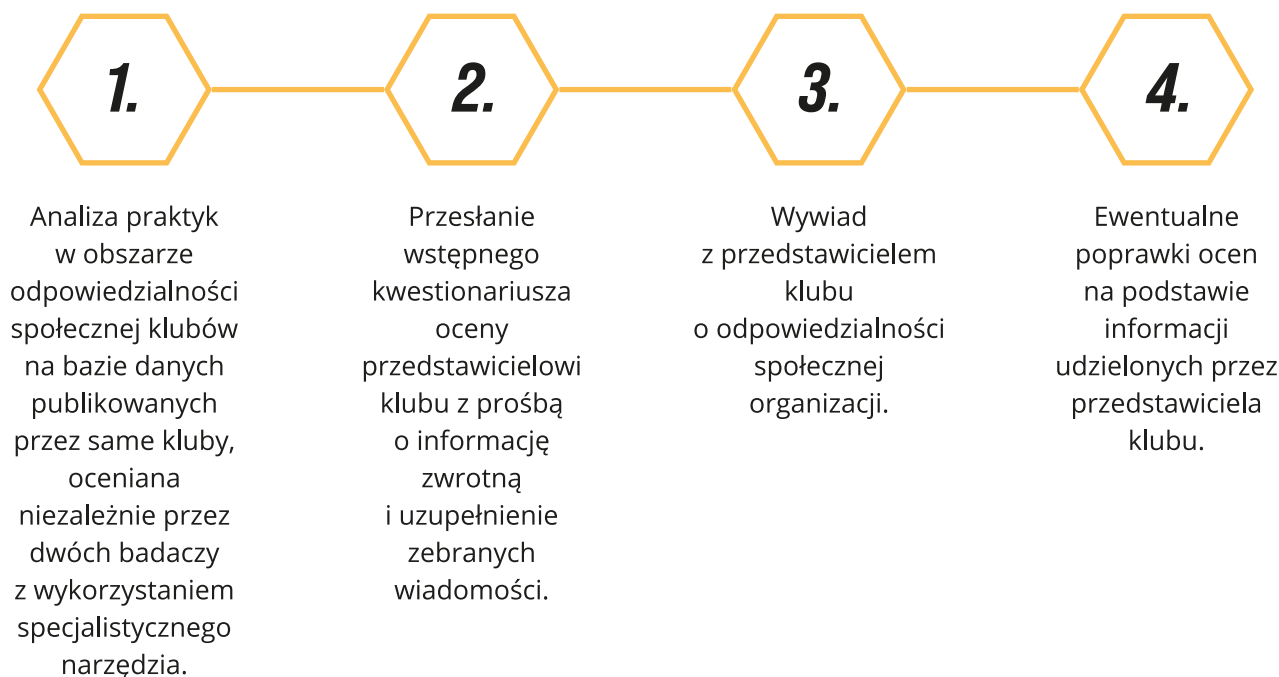 1.
Analiza praktyk
w obszarze
odpowiedzialności
społecznej klubów
na bazie danych
publikowanych
przez same kluby,
oceniana
niezależnie przez
dwóch badaczy
z wykorzystaniem
specjalistycznego
narzędzia.
2.
Przesłanie
wstępnego
kwestionariusza
oceny
przedstawicielowi
klubu z prośbą
o informację
zwrotną
i uzupełnienie
zebranych
wiadomości.
3.
Wywiad
z przedstawicielem
klubu
o odpowiedzialności
społecznej
organizacji.
4.
Ewentualne
poprawki ocen
na podstawie
informacji
udzielonych przez
przedstawiciela
klubu.